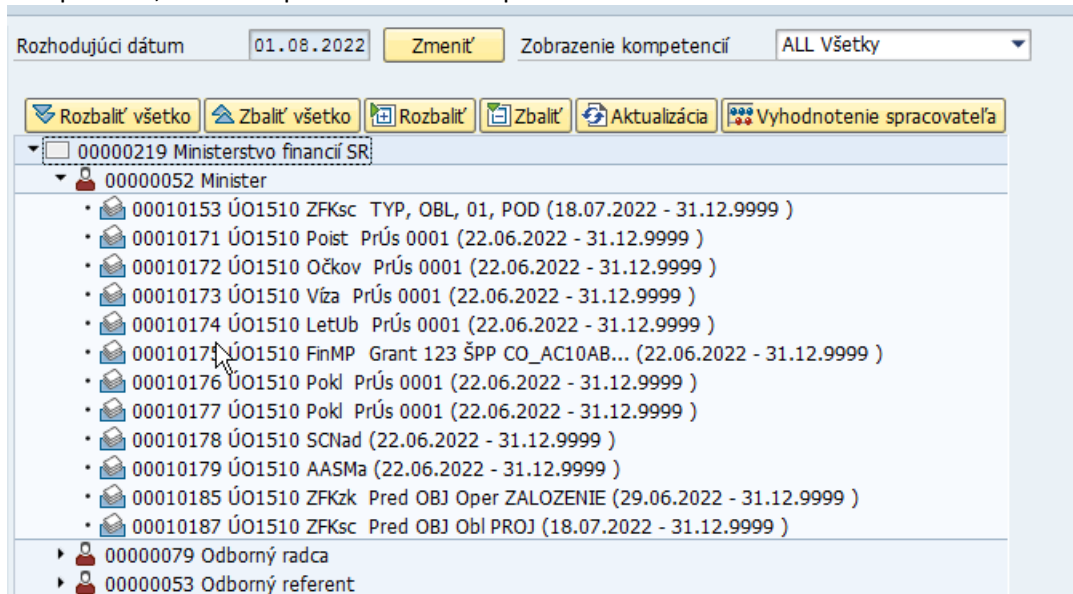 Rozhodujúci dátum 01.08.2022 Zmeniť Zobrazenie kompetencií ALL Všetky
Rozbaliť všetko Zbaliť všetko Rozbaliť Zbaliť Aktualizácia Vyhodnotenie spracovateľa
00000219 Ministerstvo financií SR
00000052 Minister
00010153 ÚO1510 ZFKsc TYP, OBL, 01, POD (18.07.2022 - 31.12.9999 )
00010171 ÚO1510 Poist PrÚs 0001 (22.06.2022 - 31.12.9999 )
00010172 ÚO1510 Očkov PrÚs 0001 (22.06.2022 - 31.12.9999 )
00010173 ÚO1510 Víza PrÚs 0001 (22.06.2022 - 31.12.9999 )
00010174 ÚO1510 LetUb PrÚs 0001 (22.06.2022 - 31.12.9999 )
00010175 ÚO1510 FinMP Grant 123 ŠPP CO_AC10AB... (22.06.2022 - 31.12.9999 )
00010176 ÚO1510 Pokl PrÚs 0001 (22.06.2022 - 31.12.9999 )
00010177 ÚO1510 Pokl PrÚs 0001 (22.06.2022 - 31.12.9999 )
00010178 ÚO1510 SCNad (22.06.2022 - 31.12.9999 )
00010179 ÚO1510 AASMa (22.06.2022 - 31.12.9999 )
00010185 ÚO1510 ZFKzk Pred OBJ Oper ZALOZENIE (29.06.2022 - 31.12.9999 )
00010187 ÚO1510 ZFKsc Pred OBJ Obl PROJ (18.07.2022 - 31.12.9999 )
00000079 Odborný radca
00000053 Odborný referent